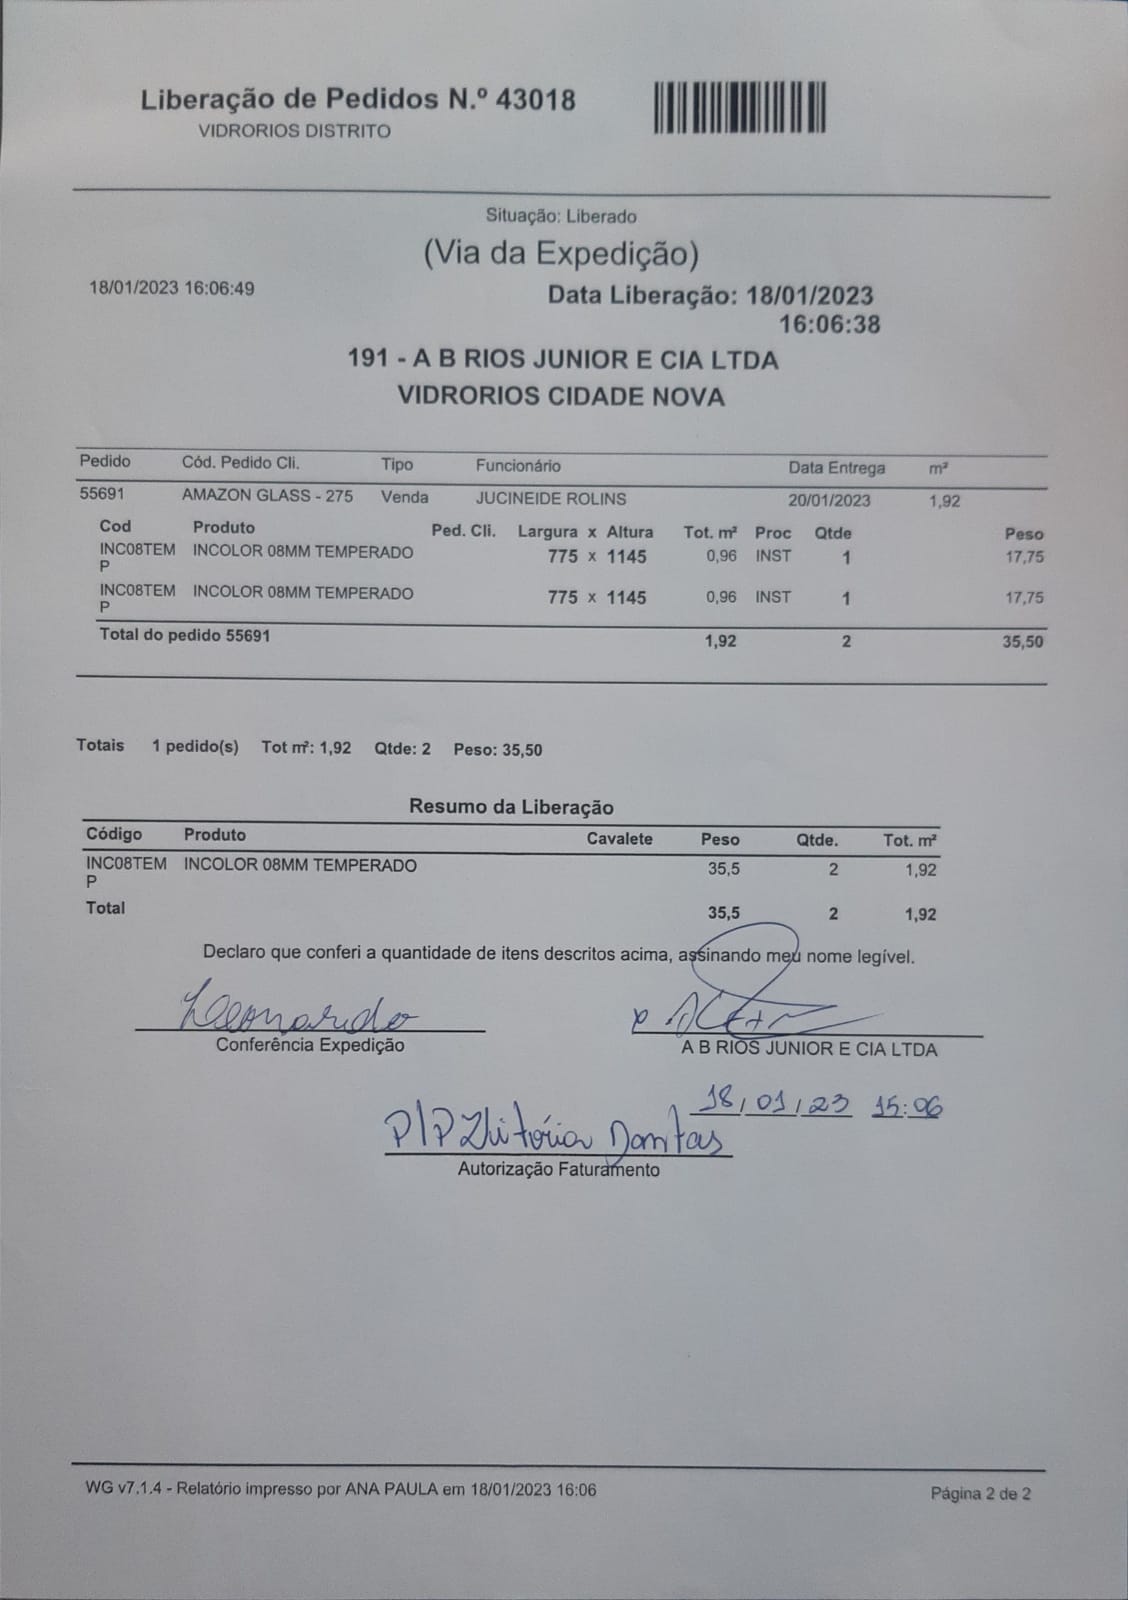 Liberação de Pedidos N.º 43018
VIDRORIOS DISTRITO
Situação: Liberado
(Via da Expedição)
18/01/2023 16:06:49
Data Liberação: 18/01/2023
16:06:38
191 - A B RIOS JUNIOR E CIA LTDA
VIDRORIOS CIDADE NOVA
Pedido Cód. Pedido Cli. Tipo Funcionário Data Entrega m²
55691 AMAZON GLASS - 275 Venda JUCINEIDE ROLINS 20/01/2023 1,92
Cod Produto Ped. Cli. Largura x Altura Tot. m² Proc Qtde Peso
INC08TEM INCOLOR 08MM TEMPERADO 775 x 1145 0,96 INST 1 17,75
P
INC08TEM INCOLOR 08MM TEMPERADO 775 x 1145 0,96 INST 1 17,75
P
Total do pedido 55691 1,92 2 35,50
Totais 1 pedido(s) Tot m²: 1,92 Qtde: 2 Peso: 35,50
Resumo da Liberação
Código Produto Cavalete Peso Qtde. Tot. m²
INC08TEM INCOLOR 08MM TEMPERADO 35,5 2 1,92
P
Total 35,5 2 1,92
Declaro que conferi a quantidade de itens descritos acima, assinando meu nome legível.
Leonardo
Conferência Expedição
A B RIOS JUNIOR E CIA LTDA
18/01/23 15:06
P/P Vitória Dantas
Autorização Faturamento
WG v7.1.4 - Relatório impresso por ANA PAULA em 18/01/2023 16:06
Página 2 de 2